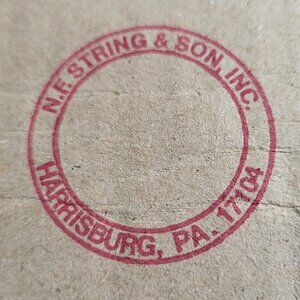 N.F. STRING & SON, INC.
HARRISBURG, PA. 17104